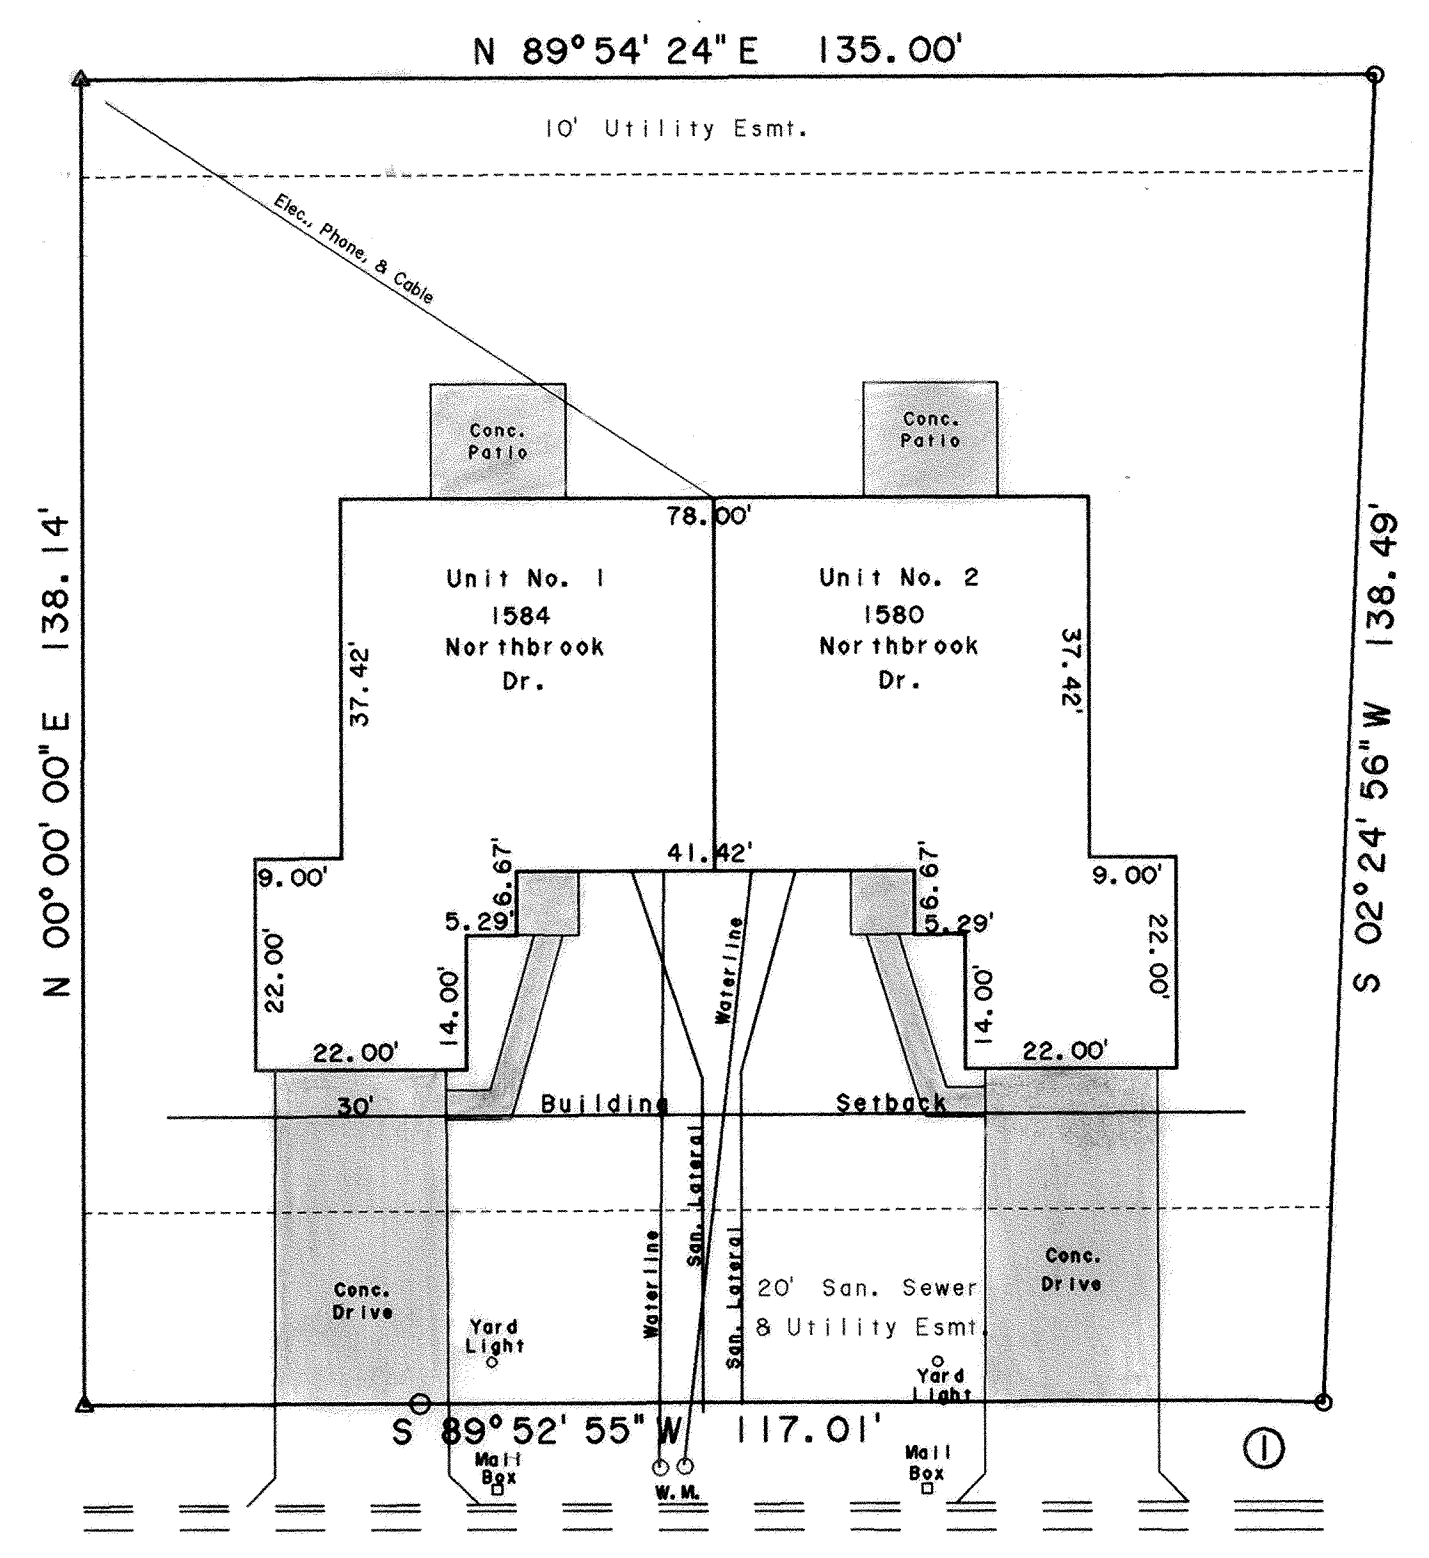 N 89°54' 24" E 135.00'
10' Utility Esmt.
Elec., Phone, & Cable
Conc.
Patio
Conc.
Patio
78.00'
Unit No. 1
1584
Northbrook
Dr.
Unit No. 2
1580
Northbrook
Dr.
37.42'
37.42'
N 00° 00' 00" E 138.14'
S 02° 24' 56" W 138.49'
41.42'
9.00'
9.00'
6.67'
6.67'
5.29'
5.29'
22.00'
22.00'
14.00'
14.00'
Waterline
22.00'
22.00'
30' Building Setback
San. Lateral
Waterline
San. Lateral
Conc.
Drive
Conc.
Drive
20' San. Sewer
& Utility Esmt.
Yard
Light
Yard
Light
S 89° 52' 55" W 117.01'
Mail
Box
Mail
Box
W. M.
1